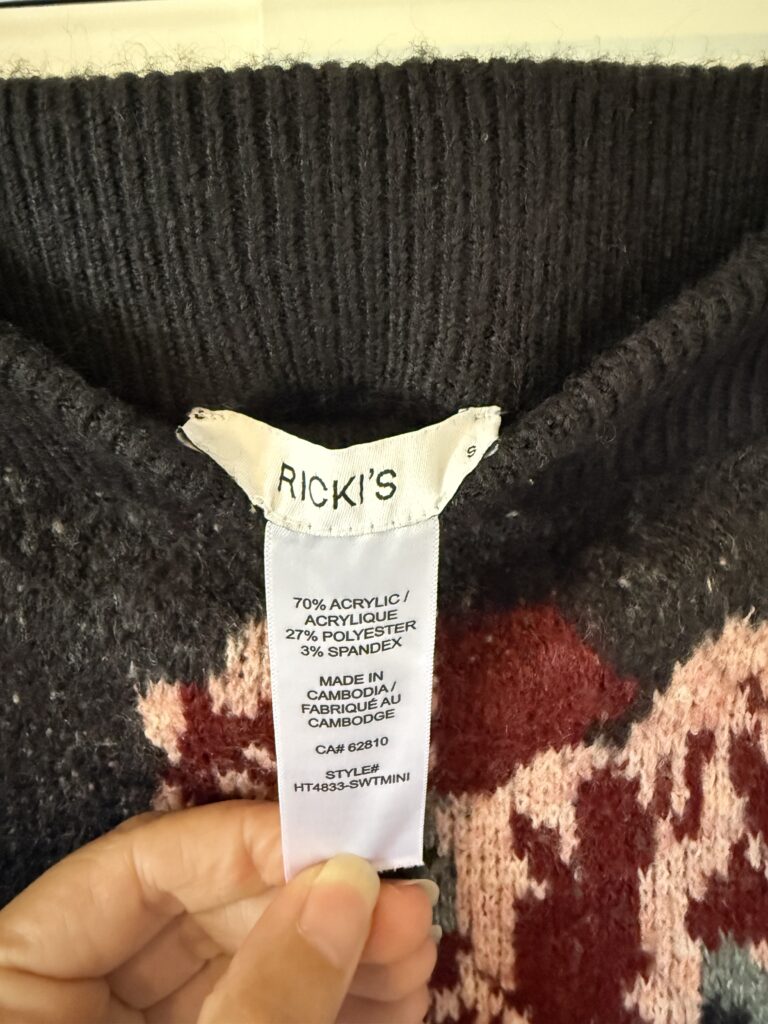 RICKI'S
S
70% ACRYLIC /
ACRYLIQUE
27% POLYESTER
3% SPANDEX
MADE IN
CAMBODIA /
FABRIQUÉ AU
CAMBODGE
CA# 62810
STYLE#
HT4833-SWTMINI